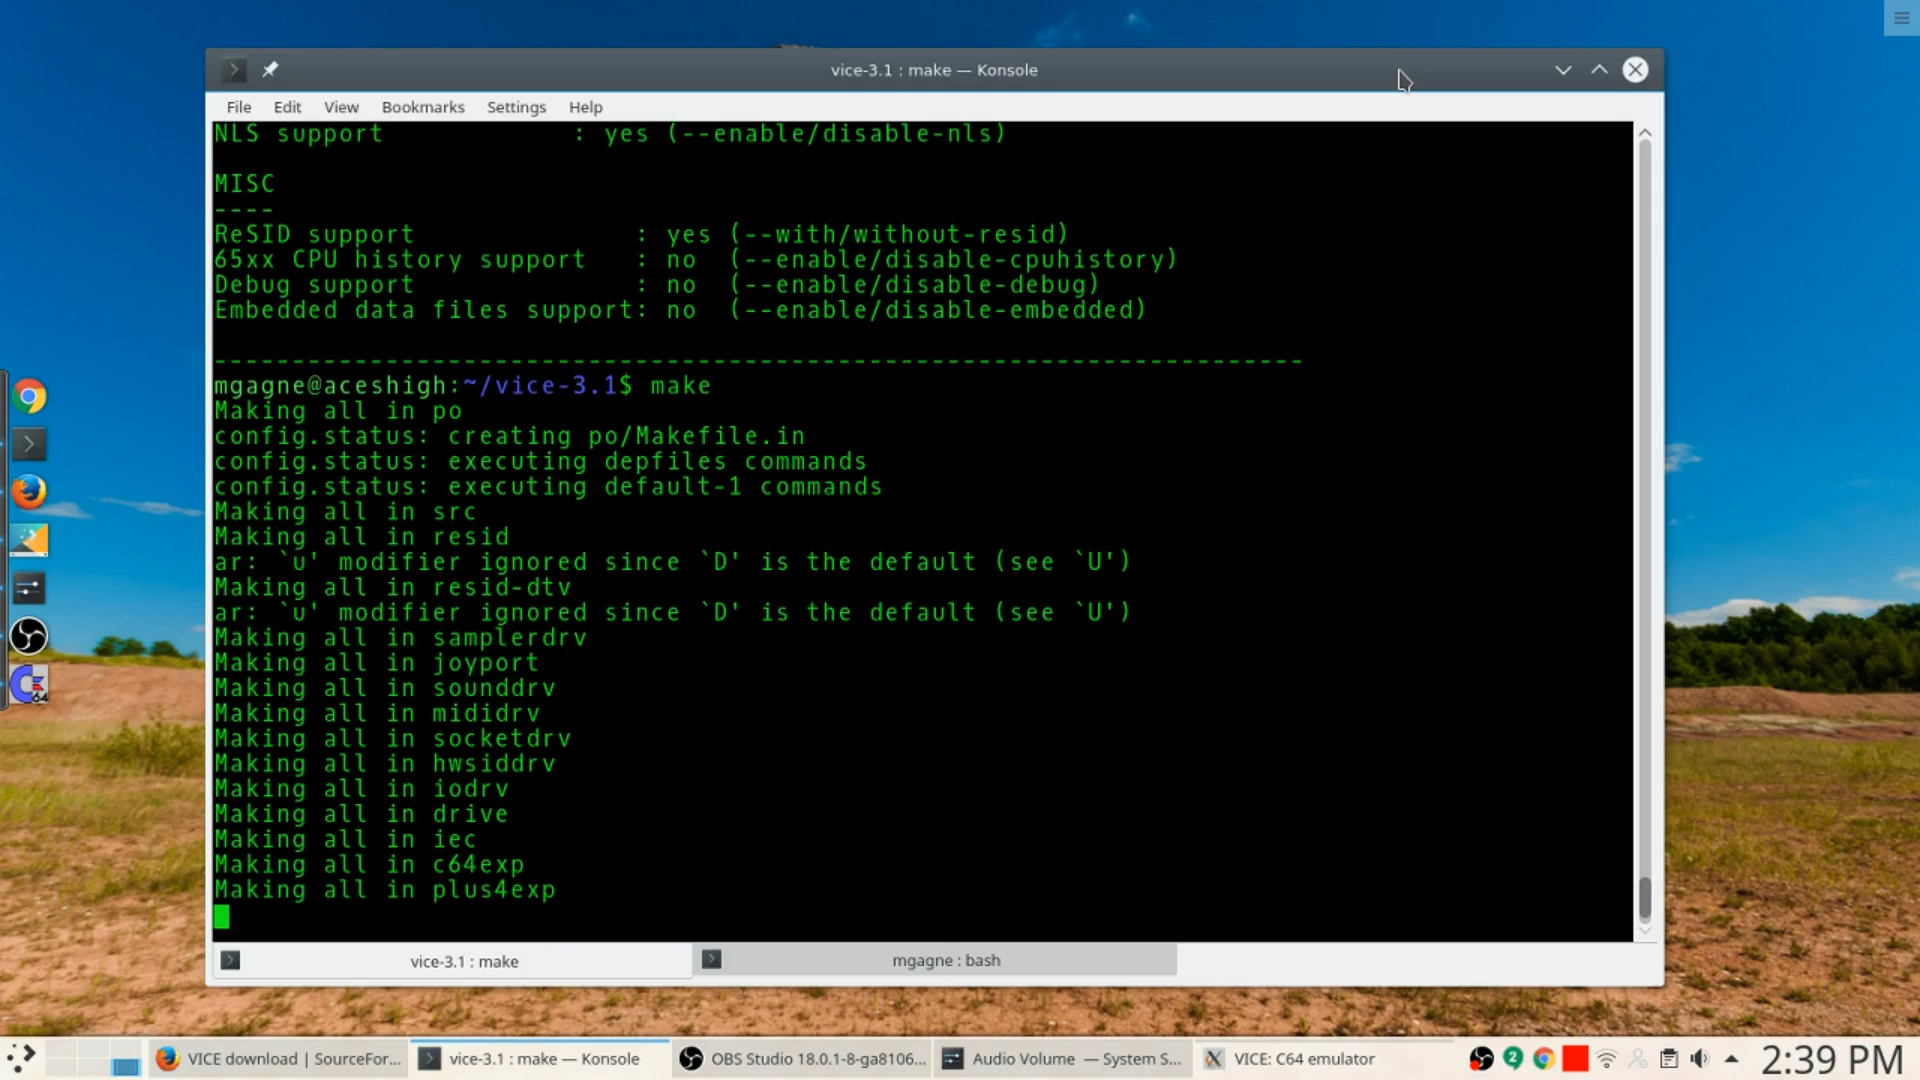 vice-3.1 : make — Konsole
File Edit View Bookmarks Settings Help
NLS support : yes (--enable/disable-nls)
MISC
----
ReSID support : yes (--with/without-resid)
65xx CPU history support : no (--enable/disable-cpuhistory)
Debug support : no (--enable/disable-debug)
Embedded data files support: no (--enable/disable-embedded)
----------------------------------------------------------------------
mgagne@aceshigh:~/vice-3.1$ make
Making all in po
config.status: creating po/Makefile.in
config.status: executing depfiles commands
config.status: executing default-1 commands
Making all in src
Making all in resid
ar: `u' modifier ignored since `D' is the default (see `U')
Making all in resid-dtv
ar: `u' modifier ignored since `D' is the default (see `U')
Making all in samplerdrv
Making all in joyport
Making all in sounddrv
Making all in mididrv
Making all in socketdrv
Making all in hwsiddrv
Making all in iodrv
Making all in drive
Making all in iec
Making all in c64exp
Making all in plus4exp
64
vice-3.1 : make
mgagne : bash
VICE download | SourceFor...
vice-3.1 : make — Konsole
OBS Studio 18.0.1-8-ga8106...
Audio Volume — System S...
VICE: C64 emulator
2
2:39 PM